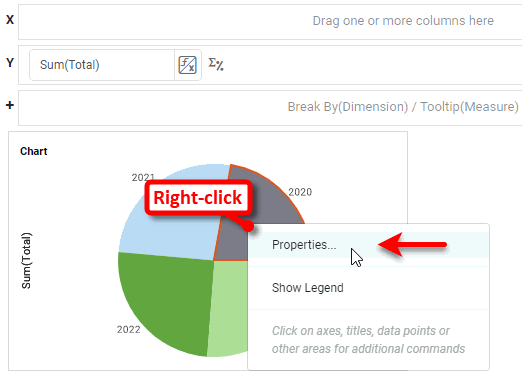 X
Drag one or more columns here
Y
Sum(Total)
f/x
Σ%
+
Break By(Dimension) / Tooltip(Measure)
Chart
2021
2020
Right-click
Properties...
Sum(Total)
Show Legend
2022
Click on axes, titles, data points or
other areas for additional commands